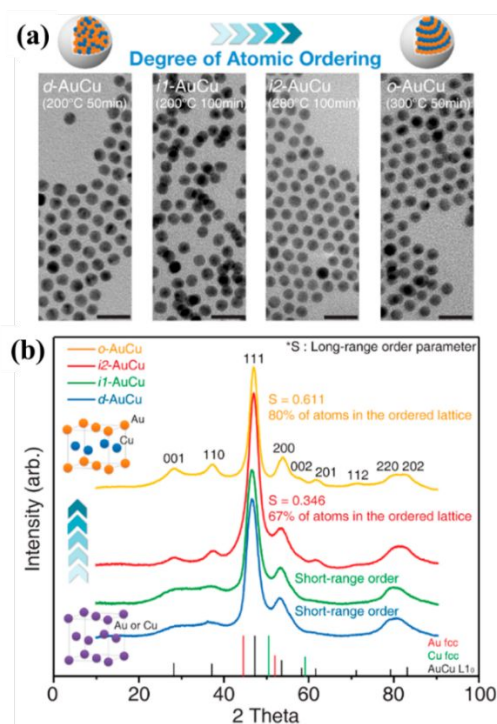 (a)
Degree of Atomic Ordering
d-AuCu
(200°C 50min)
i1-AuCu
(200°C 100min)
i2-AuCu
(280°C 100min)
o-AuCu
(300°C 50min)
(b)
o-AuCu
i2-AuCu
i1-AuCu
d-AuCu
*S : Long-range order parameter
111
S = 0.611
80% of atoms in the ordered lattice
Au
Cu
001
110
200
002
201
112
220 202
S = 0.346
67% of atoms in the ordered lattice
Short-range order
Short-range order
Au or Cu
Au fcc
Cu fcc
AuCu L1₀
Intensity (arb.)
0 20 40 60 80 100
2 Theta